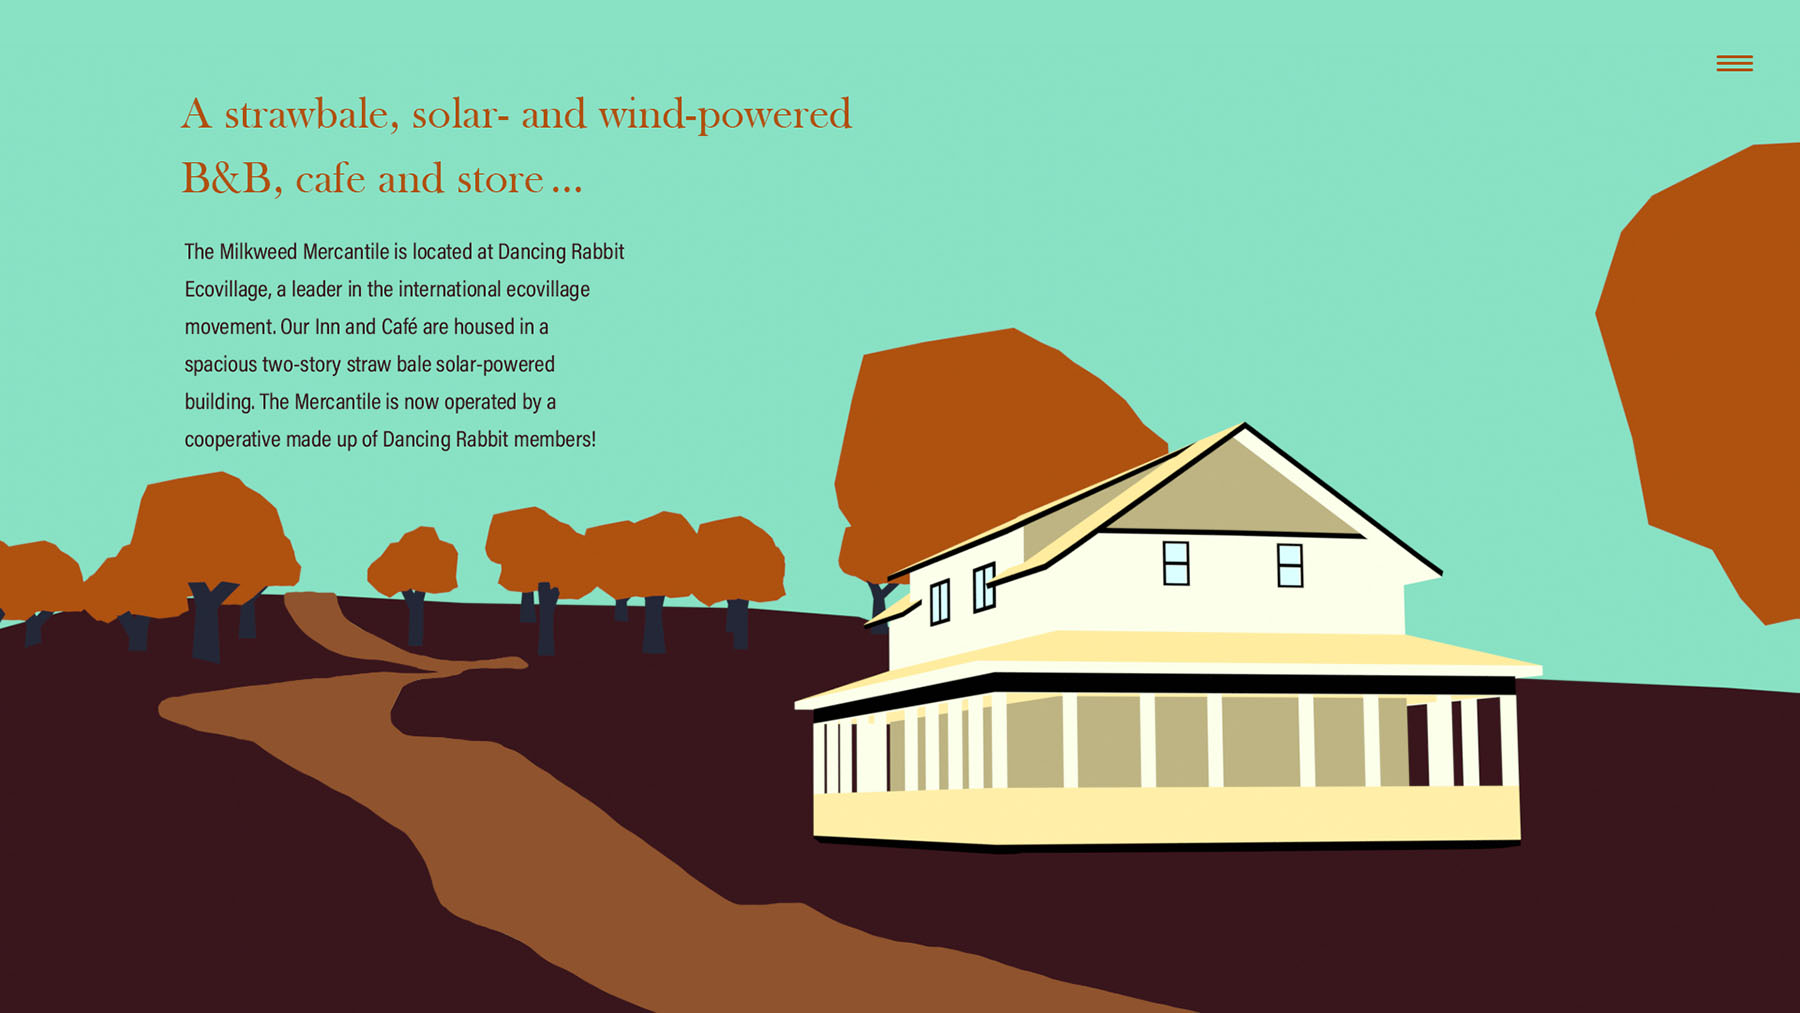 A strawbale, solar- and wind-powered
B&B, cafe and store ...
The Milkweed Mercantile is located at Dancing Rabbit
Ecovillage, a leader in the international ecovillage
movement. Our Inn and Café are housed in a
spacious two-story straw bale solar-powered
building. The Mercantile is now operated by a
cooperative made up of Dancing Rabbit members!